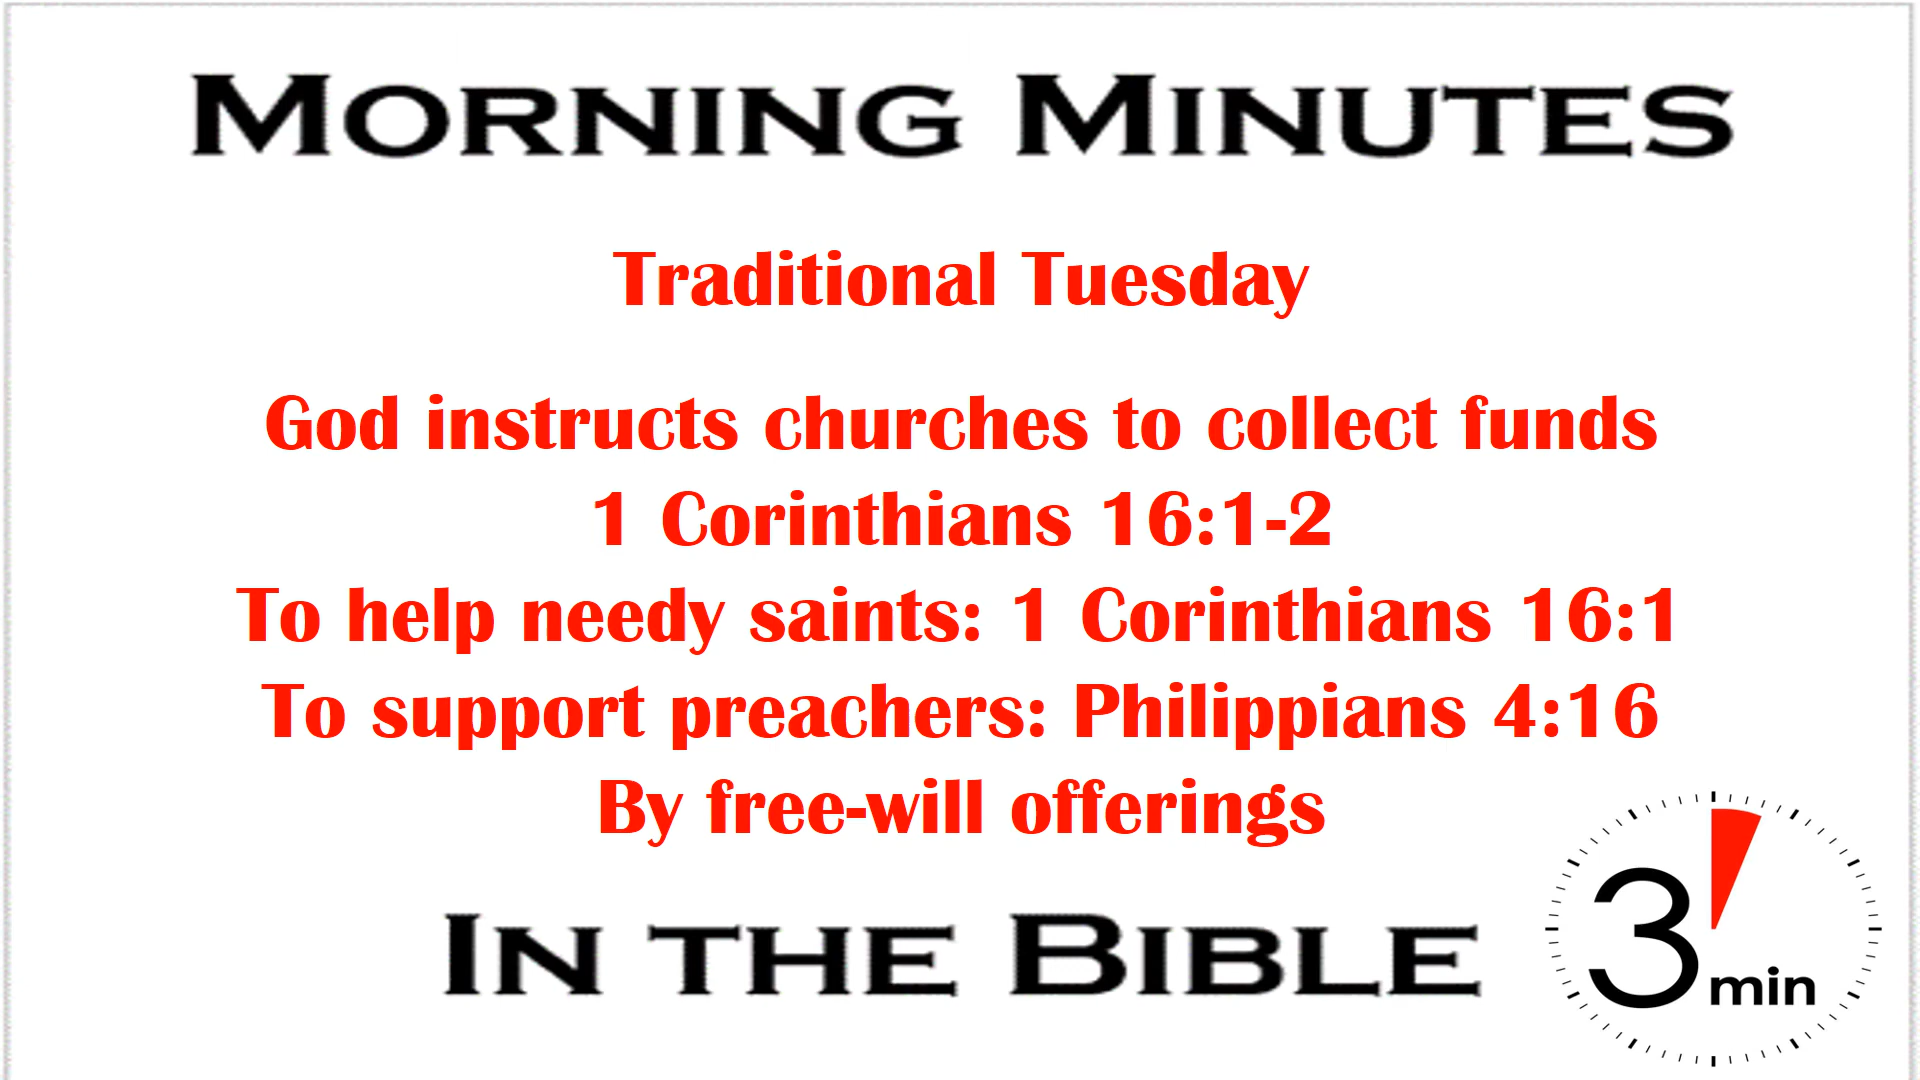 MORNING MINUTES
Traditional Tuesday
God instructs churches to collect funds
1 Corinthians 16:1-2
To help needy saints: 1 Corinthians 16:1
To support preachers: Philippians 4:16
By free-will offerings
IN THE BIBLE
3 min